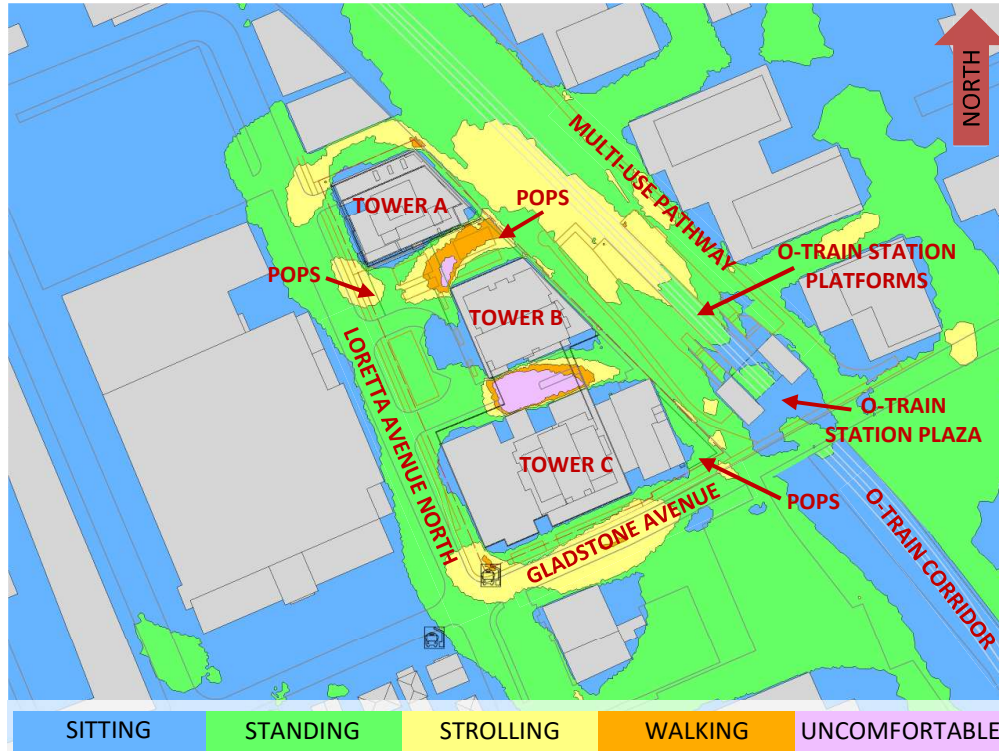 NORTH
MULTI-USE PATHWAY
TOWER A
POPS
O-TRAIN STATION
PLATFORMS
POPS
TOWER B
LORETTA AVENUE NORTH
O-TRAIN
STATION PLAZA
TOWER C
POPS
GLADSTONE AVENUE
O-TRAIN CORRIDOR
SITTING
STANDING
STROLLING
WALKING
UNCOMFORTABLE